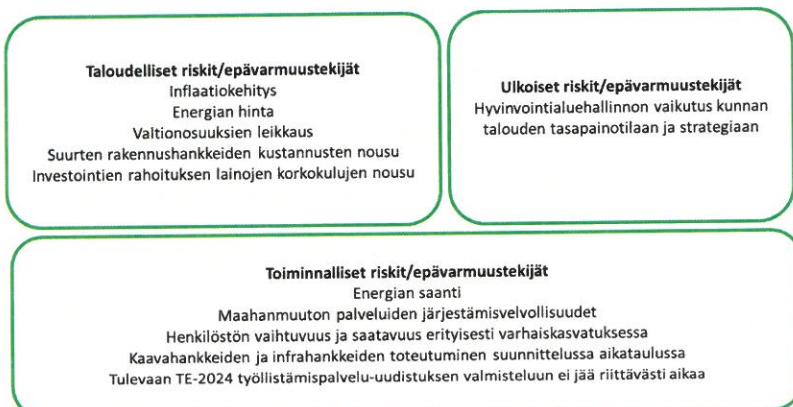 Taloudelliset riskit/epävarmuustekijät
Inflaatiokehitys
Energian hinta
Valtionosuuksien leikkaus
Suurten rakennushankkeiden kustannusten nousu
Investointien rahoituksen lainojen korkokulujen nousu
Ulkoiset riskit/epävarmuustekijät
Hyvinvointialuehallinnon vaikutus kunnan
talouden tasapainotilaan ja strategiaan
Toiminnalliset riskit/epävarmuustekijät
Energian saanti
Maahanmuuton palveluiden järjestämisvelvollisuudet
Henkilöstön vaihtuvuus ja saatavuus erityisesti varhaiskasvatuksessa
Kaavahankkeiden ja infrahankkeiden toteutuminen suunnittelussa aikataulussa
Tulevaan TE-2024 työllistämispalvelu-uudistuksen valmisteluun ei jää riittävästi aikaa